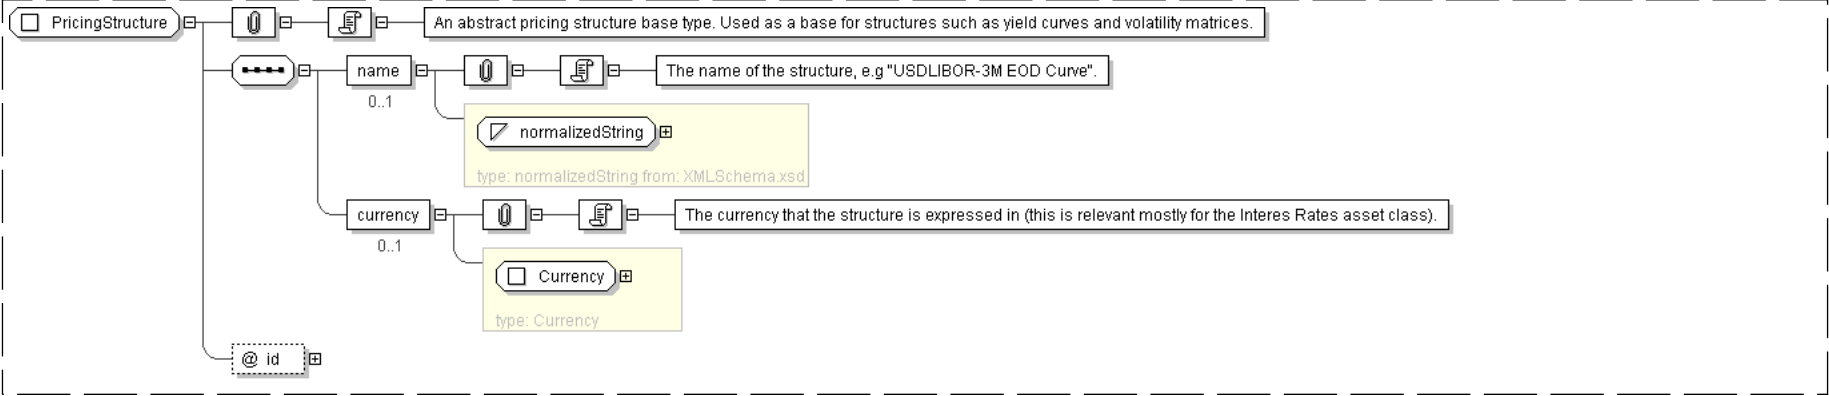 PricingStructure
An abstract pricing structure base type. Used as a base for structures such as yield curves and volatility matrices.
name
The name of the structure, e.g "USDLIBOR-3M EOD Curve".
0..1
normalizedString
type: normalizedString from: XMLSchema.xsd
currency
The currency that the structure is expressed in (this is relevant mostly for the Interes Rates asset class).
0..1
Currency
type: Currency
@ id